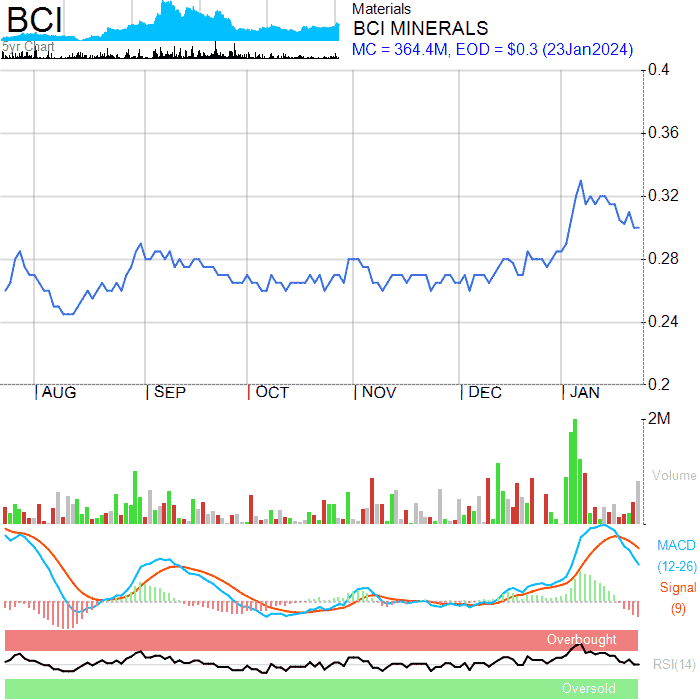 BCI
5yr Chart
Materials
BCI MINERALS
MC = 364.4M, EOD = $0.3 (23Jan2024)
0.4
0.36
0.32
0.28
0.24
0.2
AUG SEP OCT NOV DEC JAN
2M
Volume
MACD
(12-26)
Signal
(9)
Overbought
RSI(14)
Oversold